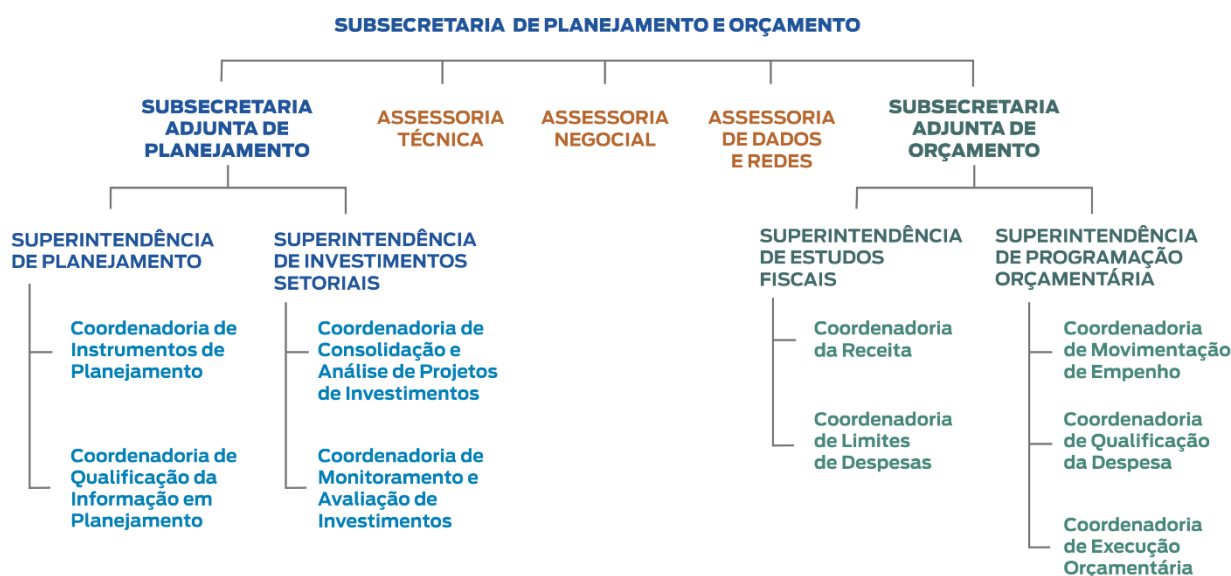 SUBSECRETARIA DE PLANEJAMENTO E ORÇAMENTO
SUBSECRETARIA
ADJUNTA DE
PLANEJAMENTO
ASSESSORIA
TÉCNICA
ASSESSORIA
NEGOCIAL
ASSESSORIA
DE DADOS
E REDES
SUBSECRETARIA
ADJUNTA DE
ORÇAMENTO
SUPERINTENDÊNCIA
DE PLANEJAMENTO
SUPERINTENDÊNCIA
DE INVESTIMENTOS
SETORIAIS
SUPERINTENDÊNCIA
DE ESTUDOS
FISCAIS
SUPERINTENDÊNCIA
DE PROGRAMAÇÃO
ORÇAMENTÁRIA
Coordenadoria de
Instrumentos de
Planejamento
Coordenadoria de
Consolidação e
Análise de Projetos
de Investimentos
Coordenadoria
da Receita
Coordenadoria
de Movimentação
de Empenho
Coordenadoria de
Qualificação da
Informação em
Planejamento
Coordenadoria de
Monitoramento e
Avaliação de
Investimentos
Coordenadoria
de Limites
de Despesas
Coordenadoria
de Qualificação
da Despesa
Coordenadoria
de Execução
Orçamentária